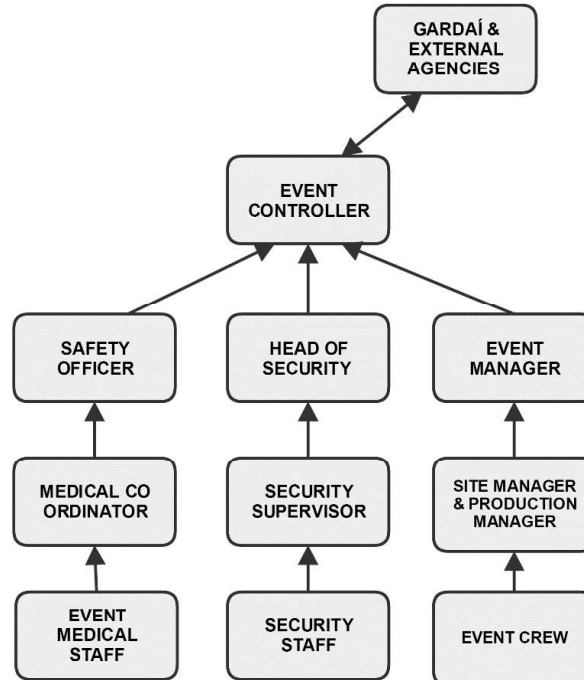 GARDAÍ &
EXTERNAL
AGENCIES
EVENT
CONTROLLER
SAFETY
OFFICER
HEAD OF
SECURITY
EVENT
MANAGER
MEDICAL CO
ORDINATOR
SECURITY
SUPERVISOR
SITE MANAGER
& PRODUCTION
MANAGER
EVENT
MEDICAL
STAFF
SECURITY
STAFF
EVENT CREW